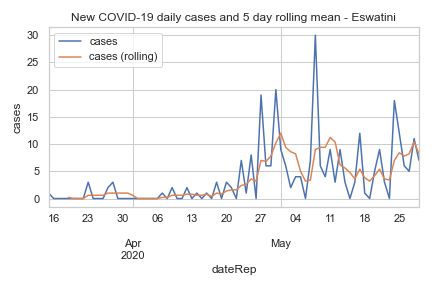 New COVID-19 daily cases and 5 day rolling mean - Eswatini
cases
cases (rolling)
30
25
20
15
10
5
0
cases
16 23 30 06 13 20 27 04 11 18 25
Apr May
2020
dateRep